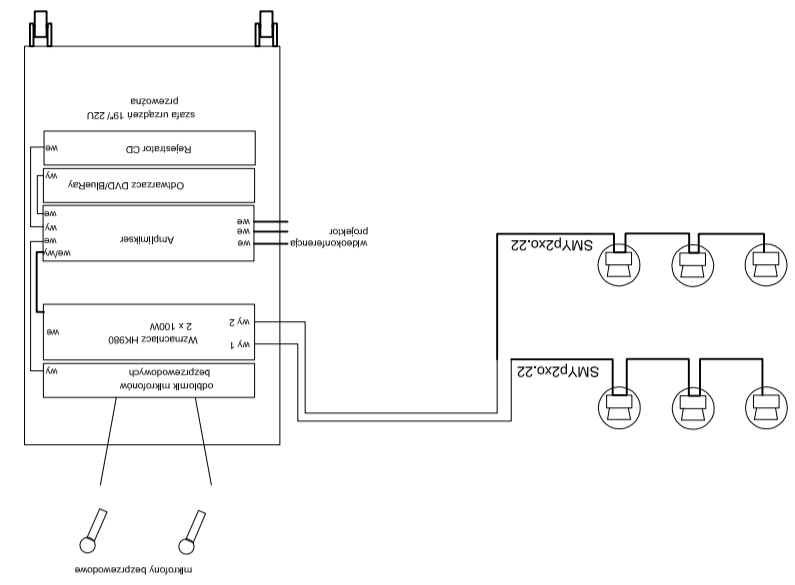 mikrofony bezprzewodowe
odbiornik mikrofonów
bezprzewodowych
wy
SMYp2xo.22
wy 1
Wzmacniacz HK980
2 x 100W
wy 2
we
SMYp2xo.22
wideokonferencja
projektor
we
we
we
Amplimikser
we/wy
we
wy
we
Odtwarzacz DVD/BlueRay
wy
Rejestrator CD
we
szafa urządzeń 19"/ 22U
przewoźna